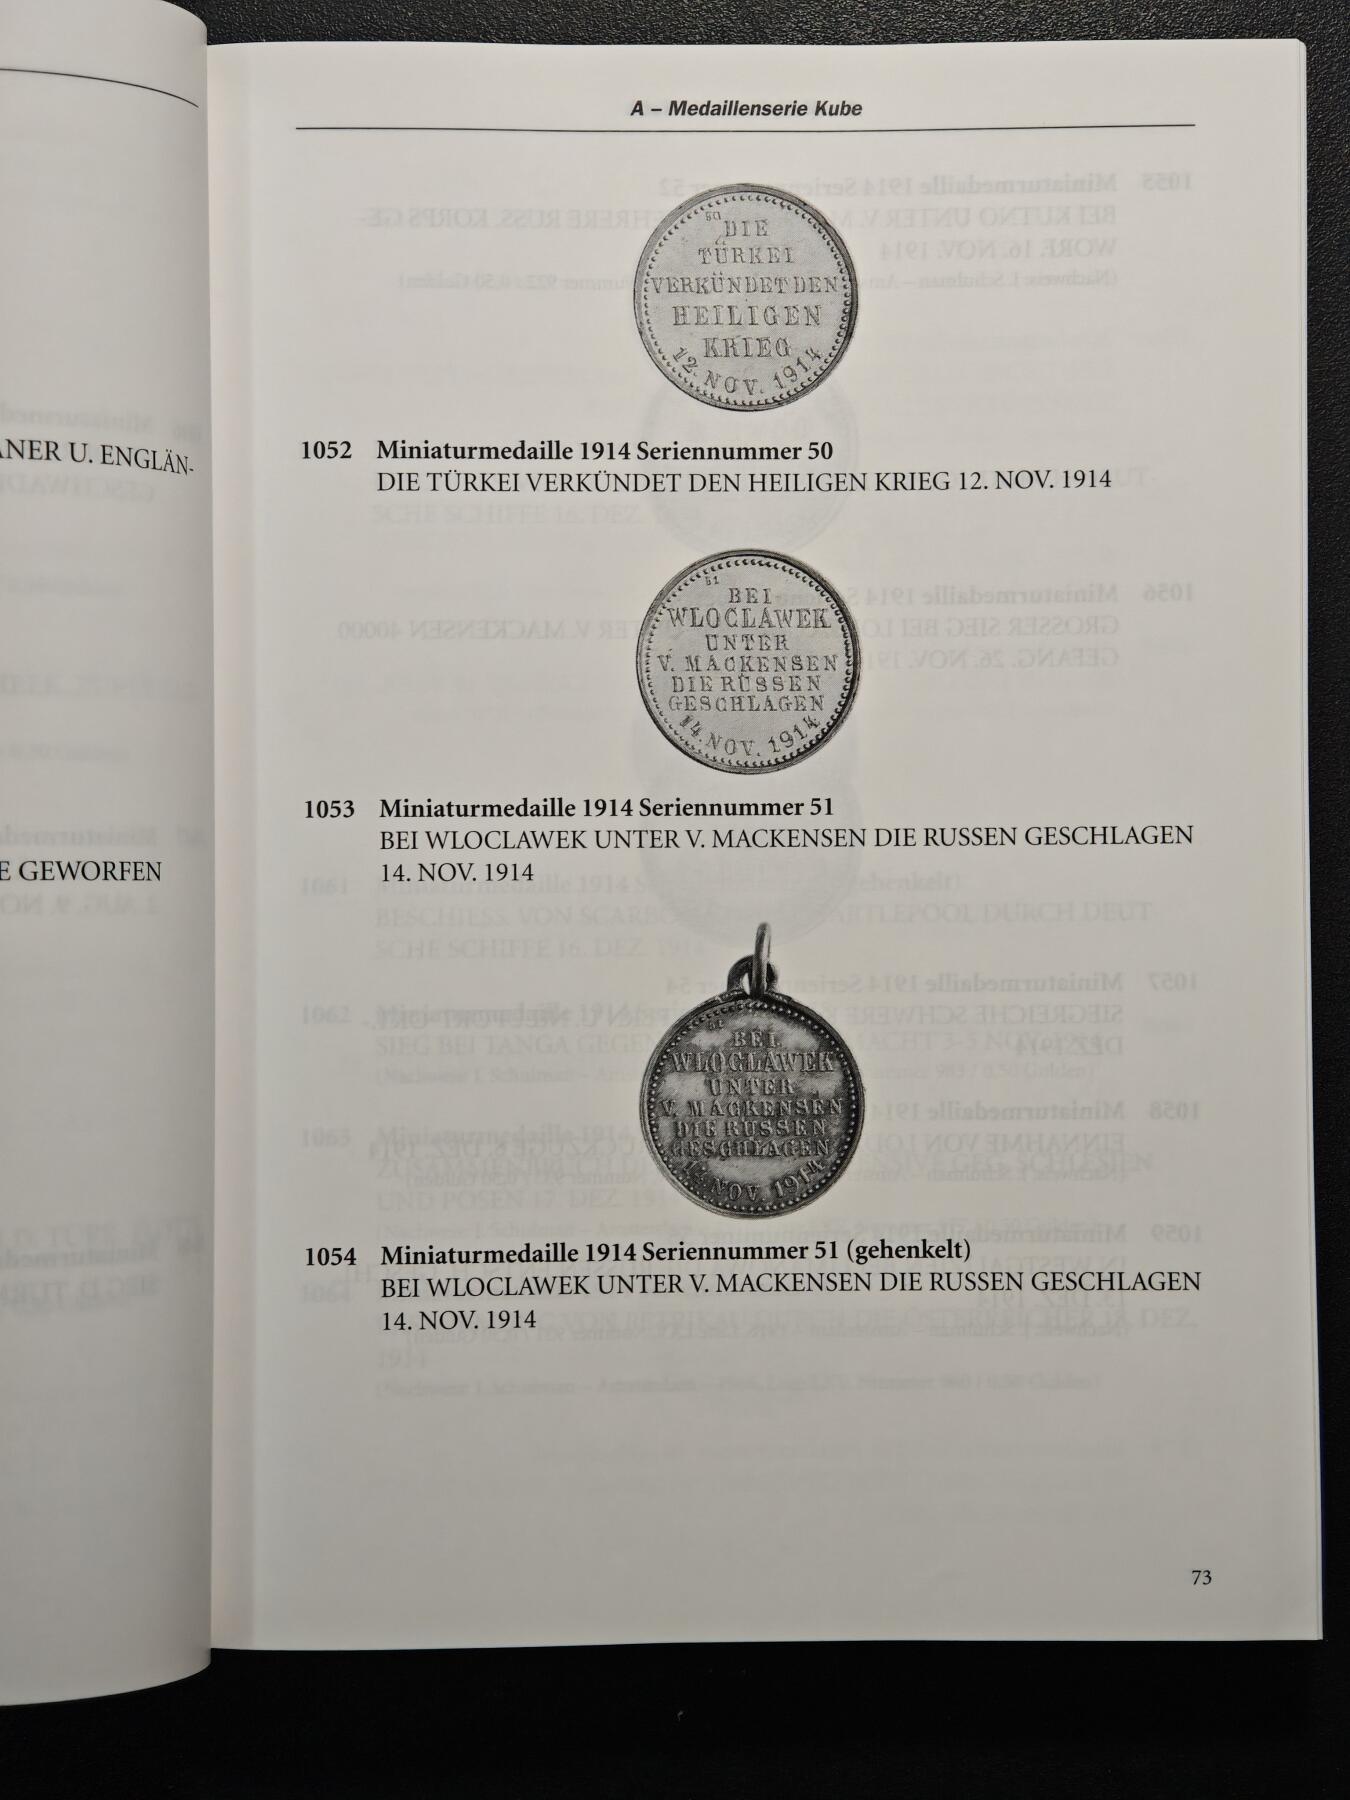 A – Medaillenserie Kube
50
DIE
TÜRKEI
VERKÜNDET DEN
HEILIGEN
KRIEG
12. NOV. 1914
1052 Miniaturmedaille 1914 Seriennummer 50
DIE TÜRKEI VERKÜNDET DEN HEILIGEN KRIEG 12. NOV. 1914
51
BEI
WLOCLAWEK
UNTER
V. MACKENSEN
DIE RUSSEN
GESCHLAGEN
14. NOV. 1914
1053 Miniaturmedaille 1914 Seriennummer 51
BEI WLOCLAWEK UNTER V. MACKENSEN DIE RUSSEN GESCHLAGEN
14. NOV. 1914
51
BEI
WLOCLAWEK
UNTER
V. MACKENSEN
DIE RUSSEN
GESCHLAGEN
14. NOV. 1914
1054 Miniaturmedaille 1914 Seriennummer 51 (gehenkelt)
BEI WLOCLAWEK UNTER V. MACKENSEN DIE RUSSEN GESCHLAGEN
14. NOV. 1914
73
ANER U. ENGLÄN-
E GEWORFEN